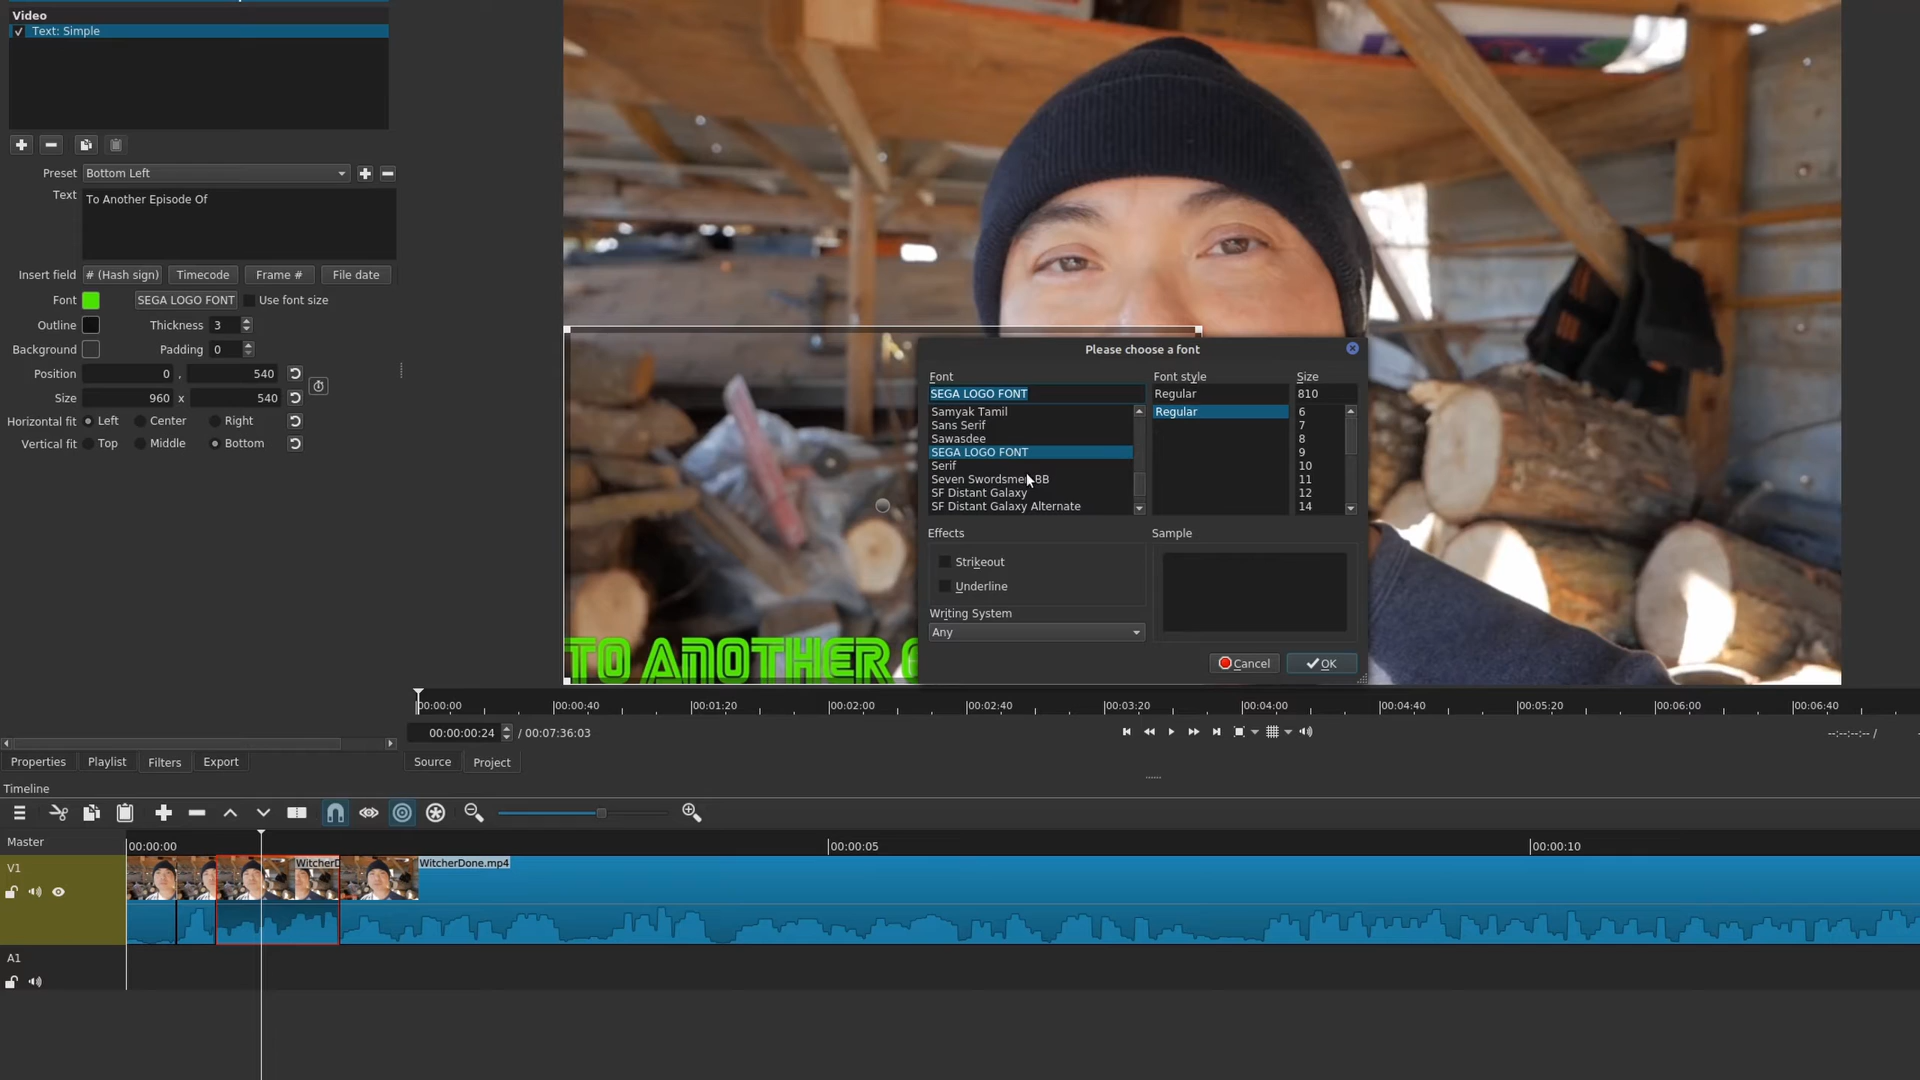 Video
Text: Simple
Preset Bottom Left
Text To Another Episode Of
Insert field # (Hash sign) Timecode Frame # File date
Font SEGA LOGO FONT Use font size
Outline Thickness 3
Background Padding 0
Position 0 , 540
Size 960 x 540
Horizontal fit Left Center Right
Vertical fit Top Middle Bottom
TO ANOTHER
Please choose a font
Font Font style Size
SEGA LOGO FONT Regular 810
Samyak Tamil Regular 6
Sans Serif 7
Sawasdee 8
SEGA LOGO FONT 9
Serif 10
Seven Swordsmen BB 11
SF Distant Galaxy 12
SF Distant Galaxy Alternate 14
Effects Sample
Strikeout
Underline
Writing System
Any
Cancel OK
00:00:00 00:00:40 00:01:20 00:02:00 00:02:40 00:03:20 00:04:00 00:04:40 00:05:20 00:06:00 00:06:40
00:00:00:24 / 00:07:36:03 --:--:--:-- /
Properties Playlist Filters Export Source Project
Timeline
Master 00:00:00 00:00:05 00:00:10
V1 WitcherD WitcherDone.mp4
A1